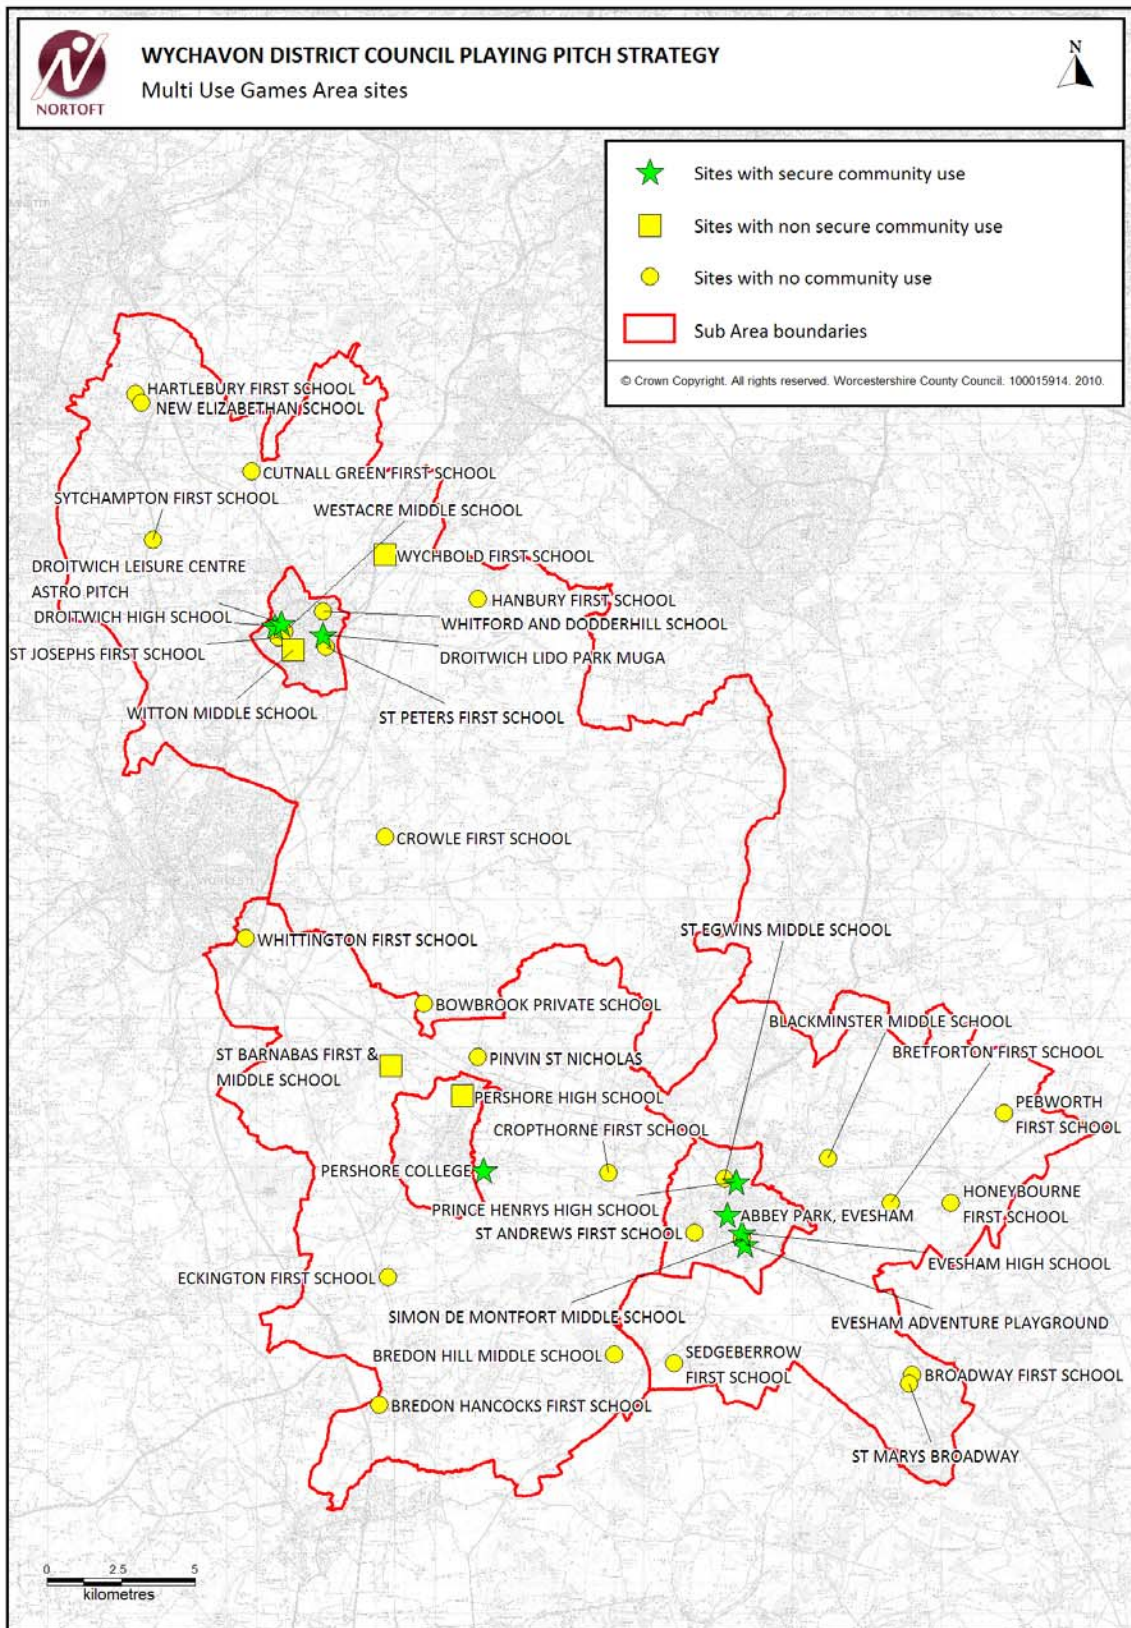 WYCHAVON DISTRICT COUNCIL PLAYING PITCH STRATEGY
Multi Use Games Area sites
NORTOFT
N
Sites with secure community use
Sites with non secure community use
Sites with no community use
Sub Area boundaries
© Crown Copyright. All rights reserved. Worcestershire County Council. 100015914. 2010.
HARTLEBURY FIRST SCHOOL
NEW ELIZABETHAN SCHOOL
CUTNALL GREEN FIRST SCHOOL
SYTCHAMPTON FIRST SCHOOL
WESTACRE MIDDLE SCHOOL
WYCHBOLD FIRST SCHOOL
DROITWICH LEISURE CENTRE
ASTRO PITCH
HANBURY FIRST SCHOOL
DROITWICH HIGH SCHOOL
WHITFORD AND DODDERHILL SCHOOL
ST JOSEPHS FIRST SCHOOL
DROITWICH LIDO PARK MUGA
WITTON MIDDLE SCHOOL
ST PETERS FIRST SCHOOL
CROWLE FIRST SCHOOL
ST EGWINS MIDDLE SCHOOL
WHITTINGTON FIRST SCHOOL
BOWBROOK PRIVATE SCHOOL
BLACKMINSTER MIDDLE SCHOOL
BRETFORTON FIRST SCHOOL
ST BARNABAS FIRST &
MIDDLE SCHOOL
PINVIN ST NICHOLAS
PERSHORE HIGH SCHOOL
PEBWORTH
FIRST SCHOOL
CROPTHORNE FIRST SCHOOL
PERSHORE COLLEGE
HONEYBOURNE
FIRST SCHOOL
PRINCE HENRYS HIGH SCHOOL
ABBEY PARK, EVESHAM
ST ANDREWS FIRST SCHOOL
EVESHAM HIGH SCHOOL
ECKINGTON FIRST SCHOOL
SIMON DE MONTFORT MIDDLE SCHOOL
EVESHAM ADVENTURE PLAYGROUND
BREDON HILL MIDDLE SCHOOL
SEDGEBERROW
FIRST SCHOOL
BROADWAY FIRST SCHOOL
BREDON HANCOCKS FIRST SCHOOL
ST MARYS BROADWAY
0 2.5 5
kilometres